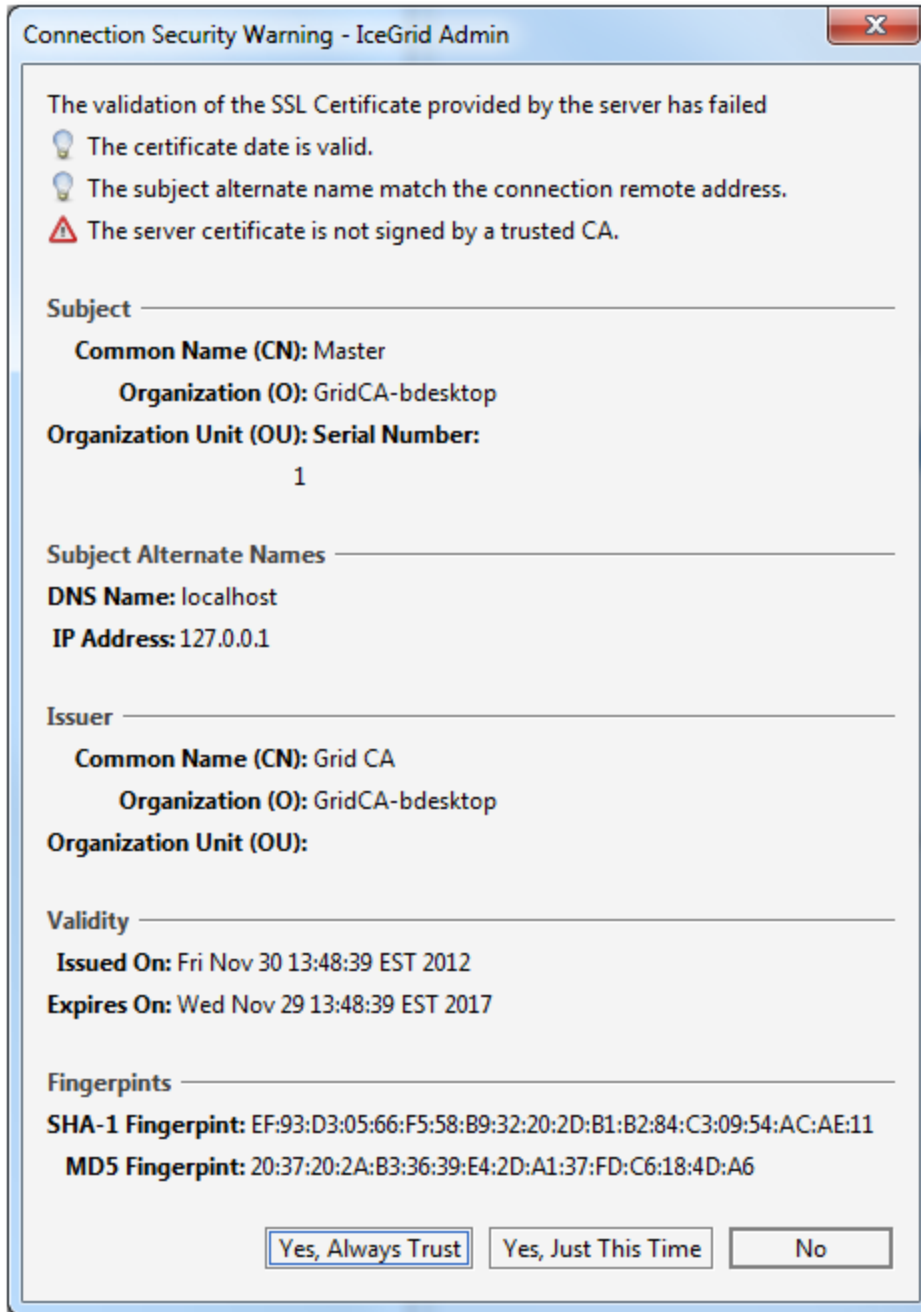 Connection Security Warning - IceGrid Admin
The validation of the SSL Certificate provided by the server has failed
The certificate date is valid.
The subject alternate name match the connection remote address.
The server certificate is not signed by a trusted CA.
Subject
Common Name (CN): Master
Organization (O): GridCA-bdesktop
Organization Unit (OU): Serial Number:
1
Subject Alternate Names
DNS Name: localhost
IP Address: 127.0.0.1
Issuer
Common Name (CN): Grid CA
Organization (O): GridCA-bdesktop
Organization Unit (OU):
Validity
Issued On: Fri Nov 30 13:48:39 EST 2012
Expires On: Wed Nov 29 13:48:39 EST 2017
Fingerpints
SHA-1 Fingerpint: EF:93:D3:05:66:F5:58:B9:32:20:2D:B1:B2:84:C3:09:54:AC:AE:11
MD5 Fingerpint: 20:37:20:2A:B3:36:39:E4:2D:A1:37:FD:C6:18:4D:A6
Yes, Always Trust Yes, Just This Time No